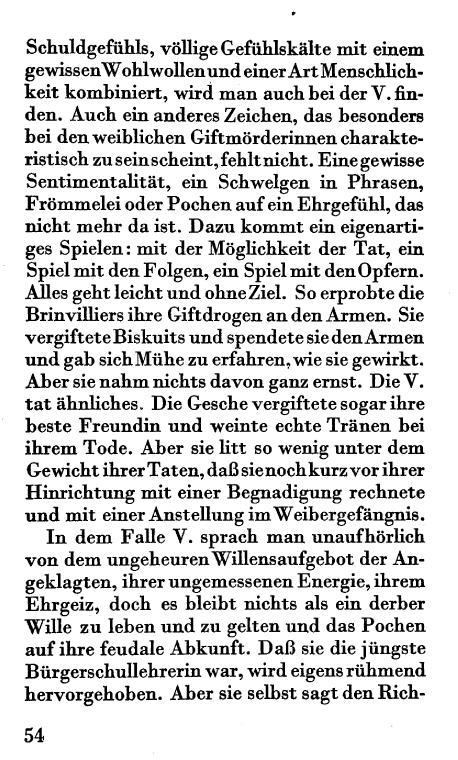 Schuldgefühls, völlige Gefühlskälte mit einem
gewissen Wohlwollen und einer Art Menschlich-
keit kombiniert, wird man auch bei der V. fin-
den. Auch ein anderes Zeichen, das besonders
bei den weiblichen Giftmörderinnen charakte-
ristisch zu sein scheint, fehlt nicht. Eine gewisse
Sentimentalität, ein Schwelgen in Phrasen,
Frömmelei oder Pochen auf ein Ehrgefühl, das
nicht mehr da ist. Dazu kommt ein eigenarti-
ges Spielen: mit der Möglichkeit der Tat, ein
Spiel mit den Folgen, ein Spiel mit den Opfern.
Alles geht leicht und ohne Ziel. So erprobte die
Brinvilliers ihre Giftdrogen an den Armen. Sie
vergiftete Biskuits und spendete sie den Armen
und gab sich Mühe zu erfahren, wie sie gewirkt.
Aber sie nahm nichts davon ganz ernst. Die V.
tat ähnliches. Die Gesche vergiftete sogar ihre
beste Freundin und weinte echte Tränen bei
ihrem Tode. Aber sie litt so wenig unter dem
Gewicht ihrer Taten, daß sie noch kurz vor ihrer
Hinrichtung mit einer Begnadigung rechnete
und mit einer Anstellung im Weibergefängnis.
In dem Falle V. sprach man unaufhörlich
von dem ungeheuren Willensaufgebot der An-
geklagten, ihrer ungemessenen Energie, ihrem
Ehrgeiz, doch es bleibt nichts als ein derber
Wille zu leben und zu gelten und das Pochen
auf ihre feudale Abkunft. Daß sie die jüngste
Bürgerschullehrerin war, wird eigens rühmend
hervorgehoben. Aber sie selbst sagt den Rich-
54